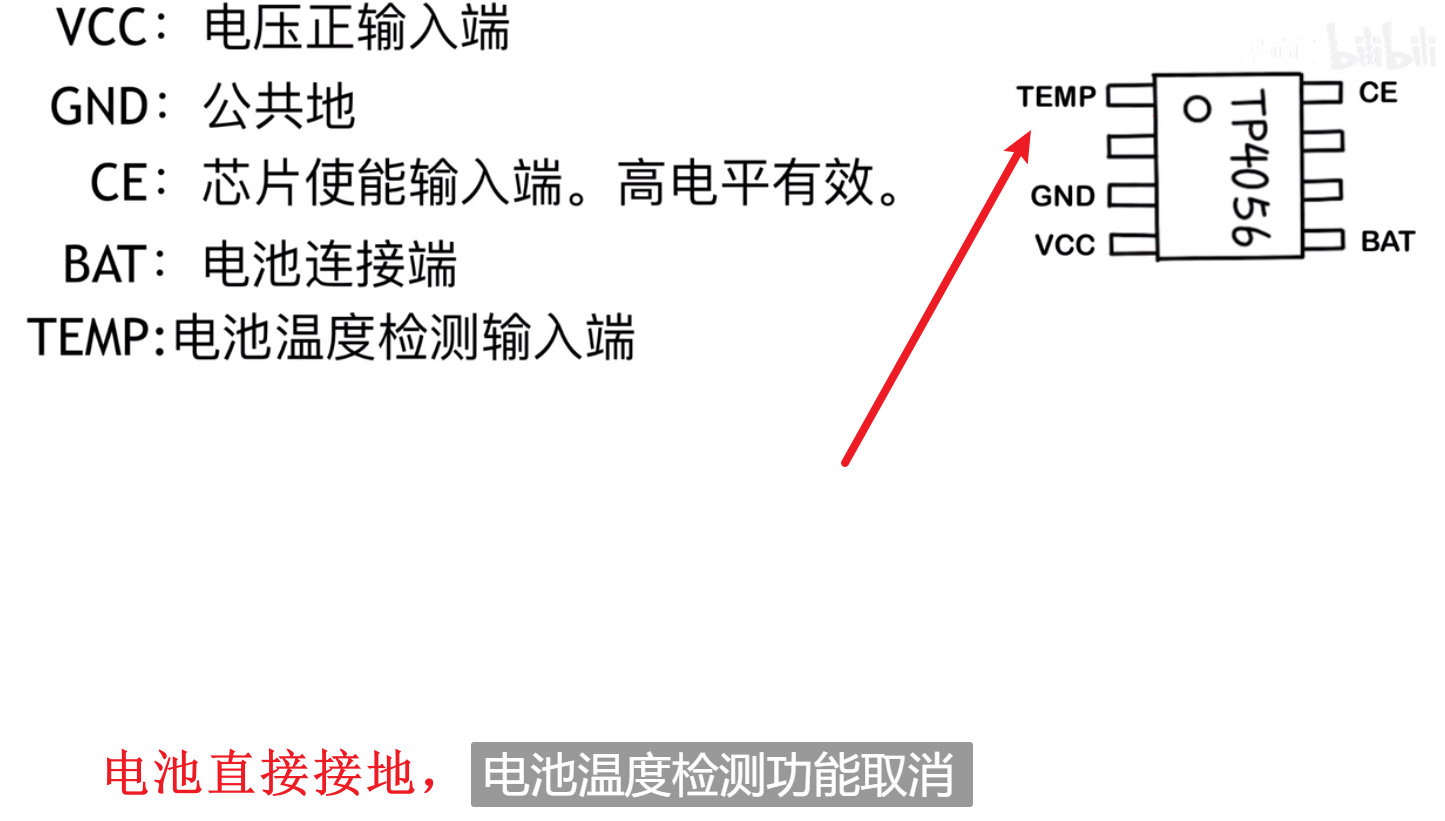 VCC：电压正输入端
GND：公共地
CE：芯片使能输入端。高电平有效。
BAT：电池连接端
TEMP:电池温度检测输入端
bilibili
TEMP
CE
GND
VCC
BAT
TP4056
电池直接接地，电池温度检测功能取消